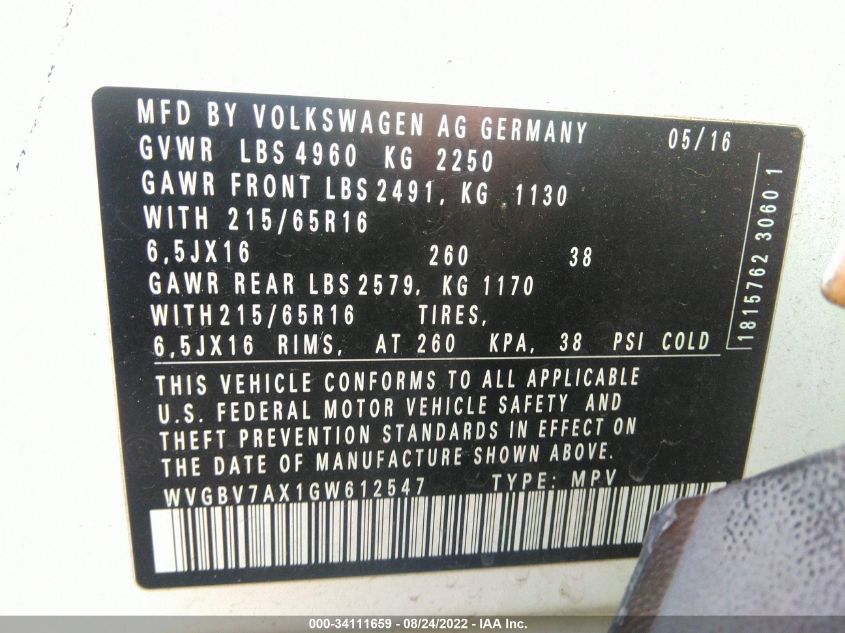 MFD BY VOLKSWAGEN AG GERMANY 05/16
GVWR LBS 4960 KG 2250
GAWR FRONT LBS 2491, KG 1130
WITH 215/65R16
6,5JX16 260 38
GAWR REAR LBS 2579, KG 1170
WITH 215/65R16 TIRES,
6,5JX16 RIMS, AT 260 KPA, 38 PSI COLD
THIS VEHICLE CONFORMS TO ALL APPLICABLE
U.S. FEDERAL MOTOR VEHICLE SAFETY AND
THEFT PREVENTION STANDARDS IN EFFECT ON
THE DATE OF MANUFACTURE SHOWN ABOVE.
WVGBV7AX1GW612547 TYPE: MPV
1815762 3060 1
000-34111659 - 08/24/2022 - IAA Inc.